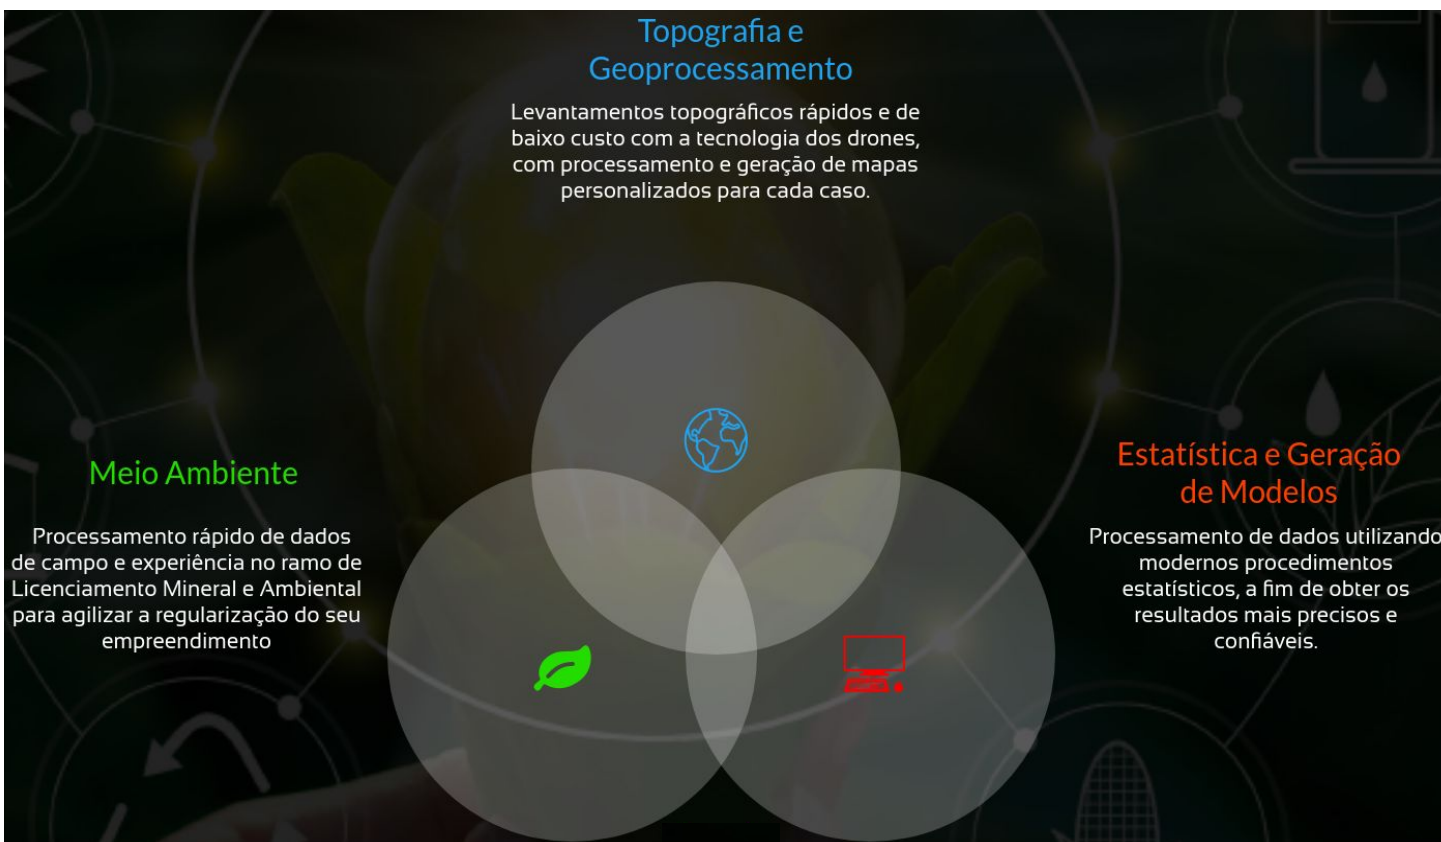 Topografia e
Geoprocessamento
Levantamentos topográficos rápidos e de
baixo custo com a tecnologia dos drones,
com processamento e geração de mapas
personalizados para cada caso.
Meio Ambiente
Processamento rápido de dados
de campo e experiência no ramo de
Licenciamento Mineral e Ambiental
para agilizar a regularização do seu
empreendimento
Estatística e Geração
de Modelos
Processamento de dados utilizando
modernos procedimentos
estatísticos, a fim de obter os
resultados mais precisos e
confiáveis.